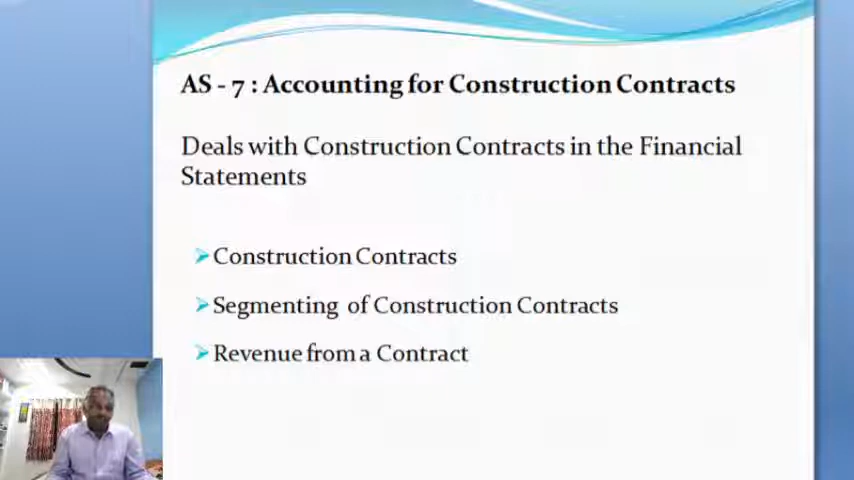 AS - 7 : Accounting for Construction Contracts
Deals with Construction Contracts in the Financial
Statements
Construction Contracts
Segmenting of Construction Contracts
Revenue from a Contract